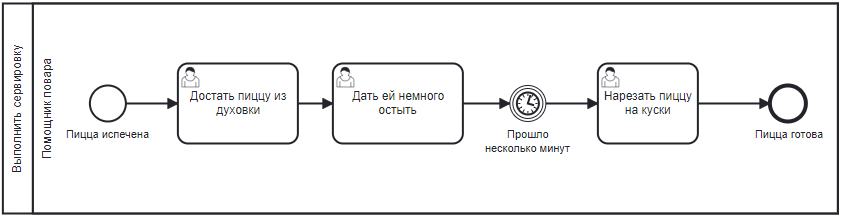 Выполнить сервировку
Помощник повара
Пицца испечена
Достать пиццу из
духовки
Дать ей немного
остыть
Прошло
несколько минут
Нарезать пиццу
на куски
Пицца готова